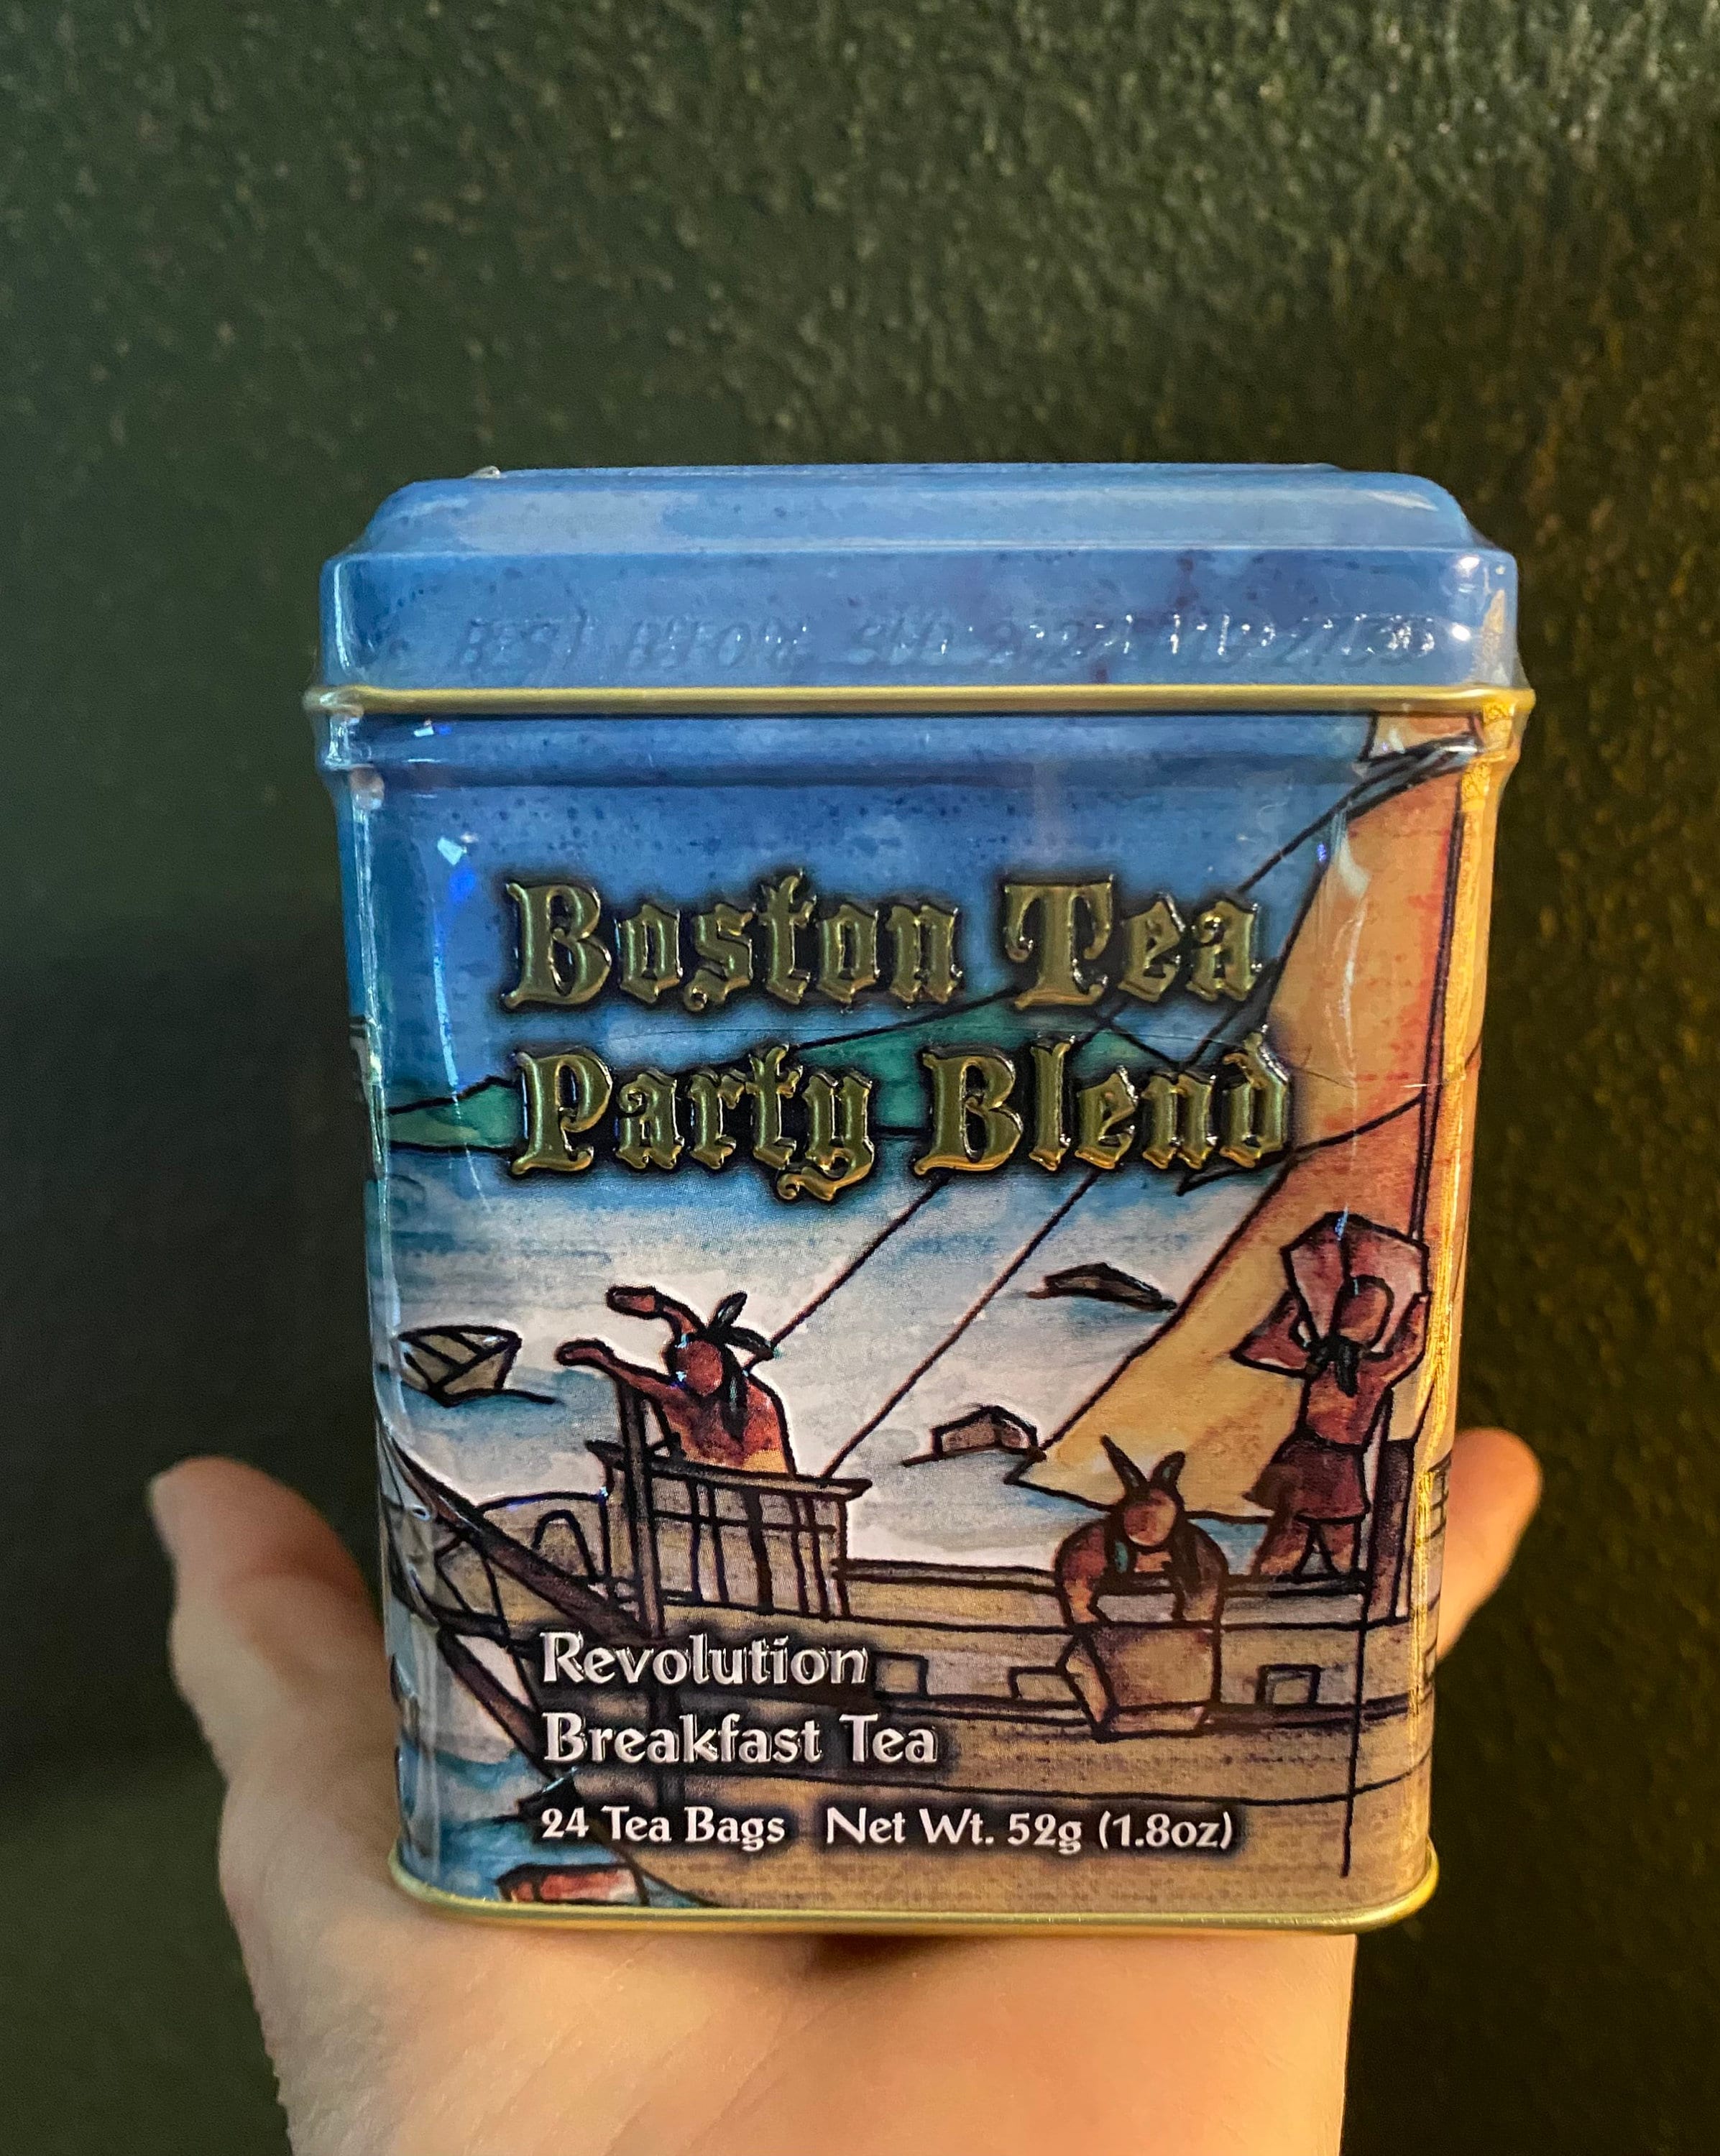 Boston Tea
Party Blend
Revolution
Breakfast Tea
24 Tea Bags Net Wt. 52g (1.8oz)